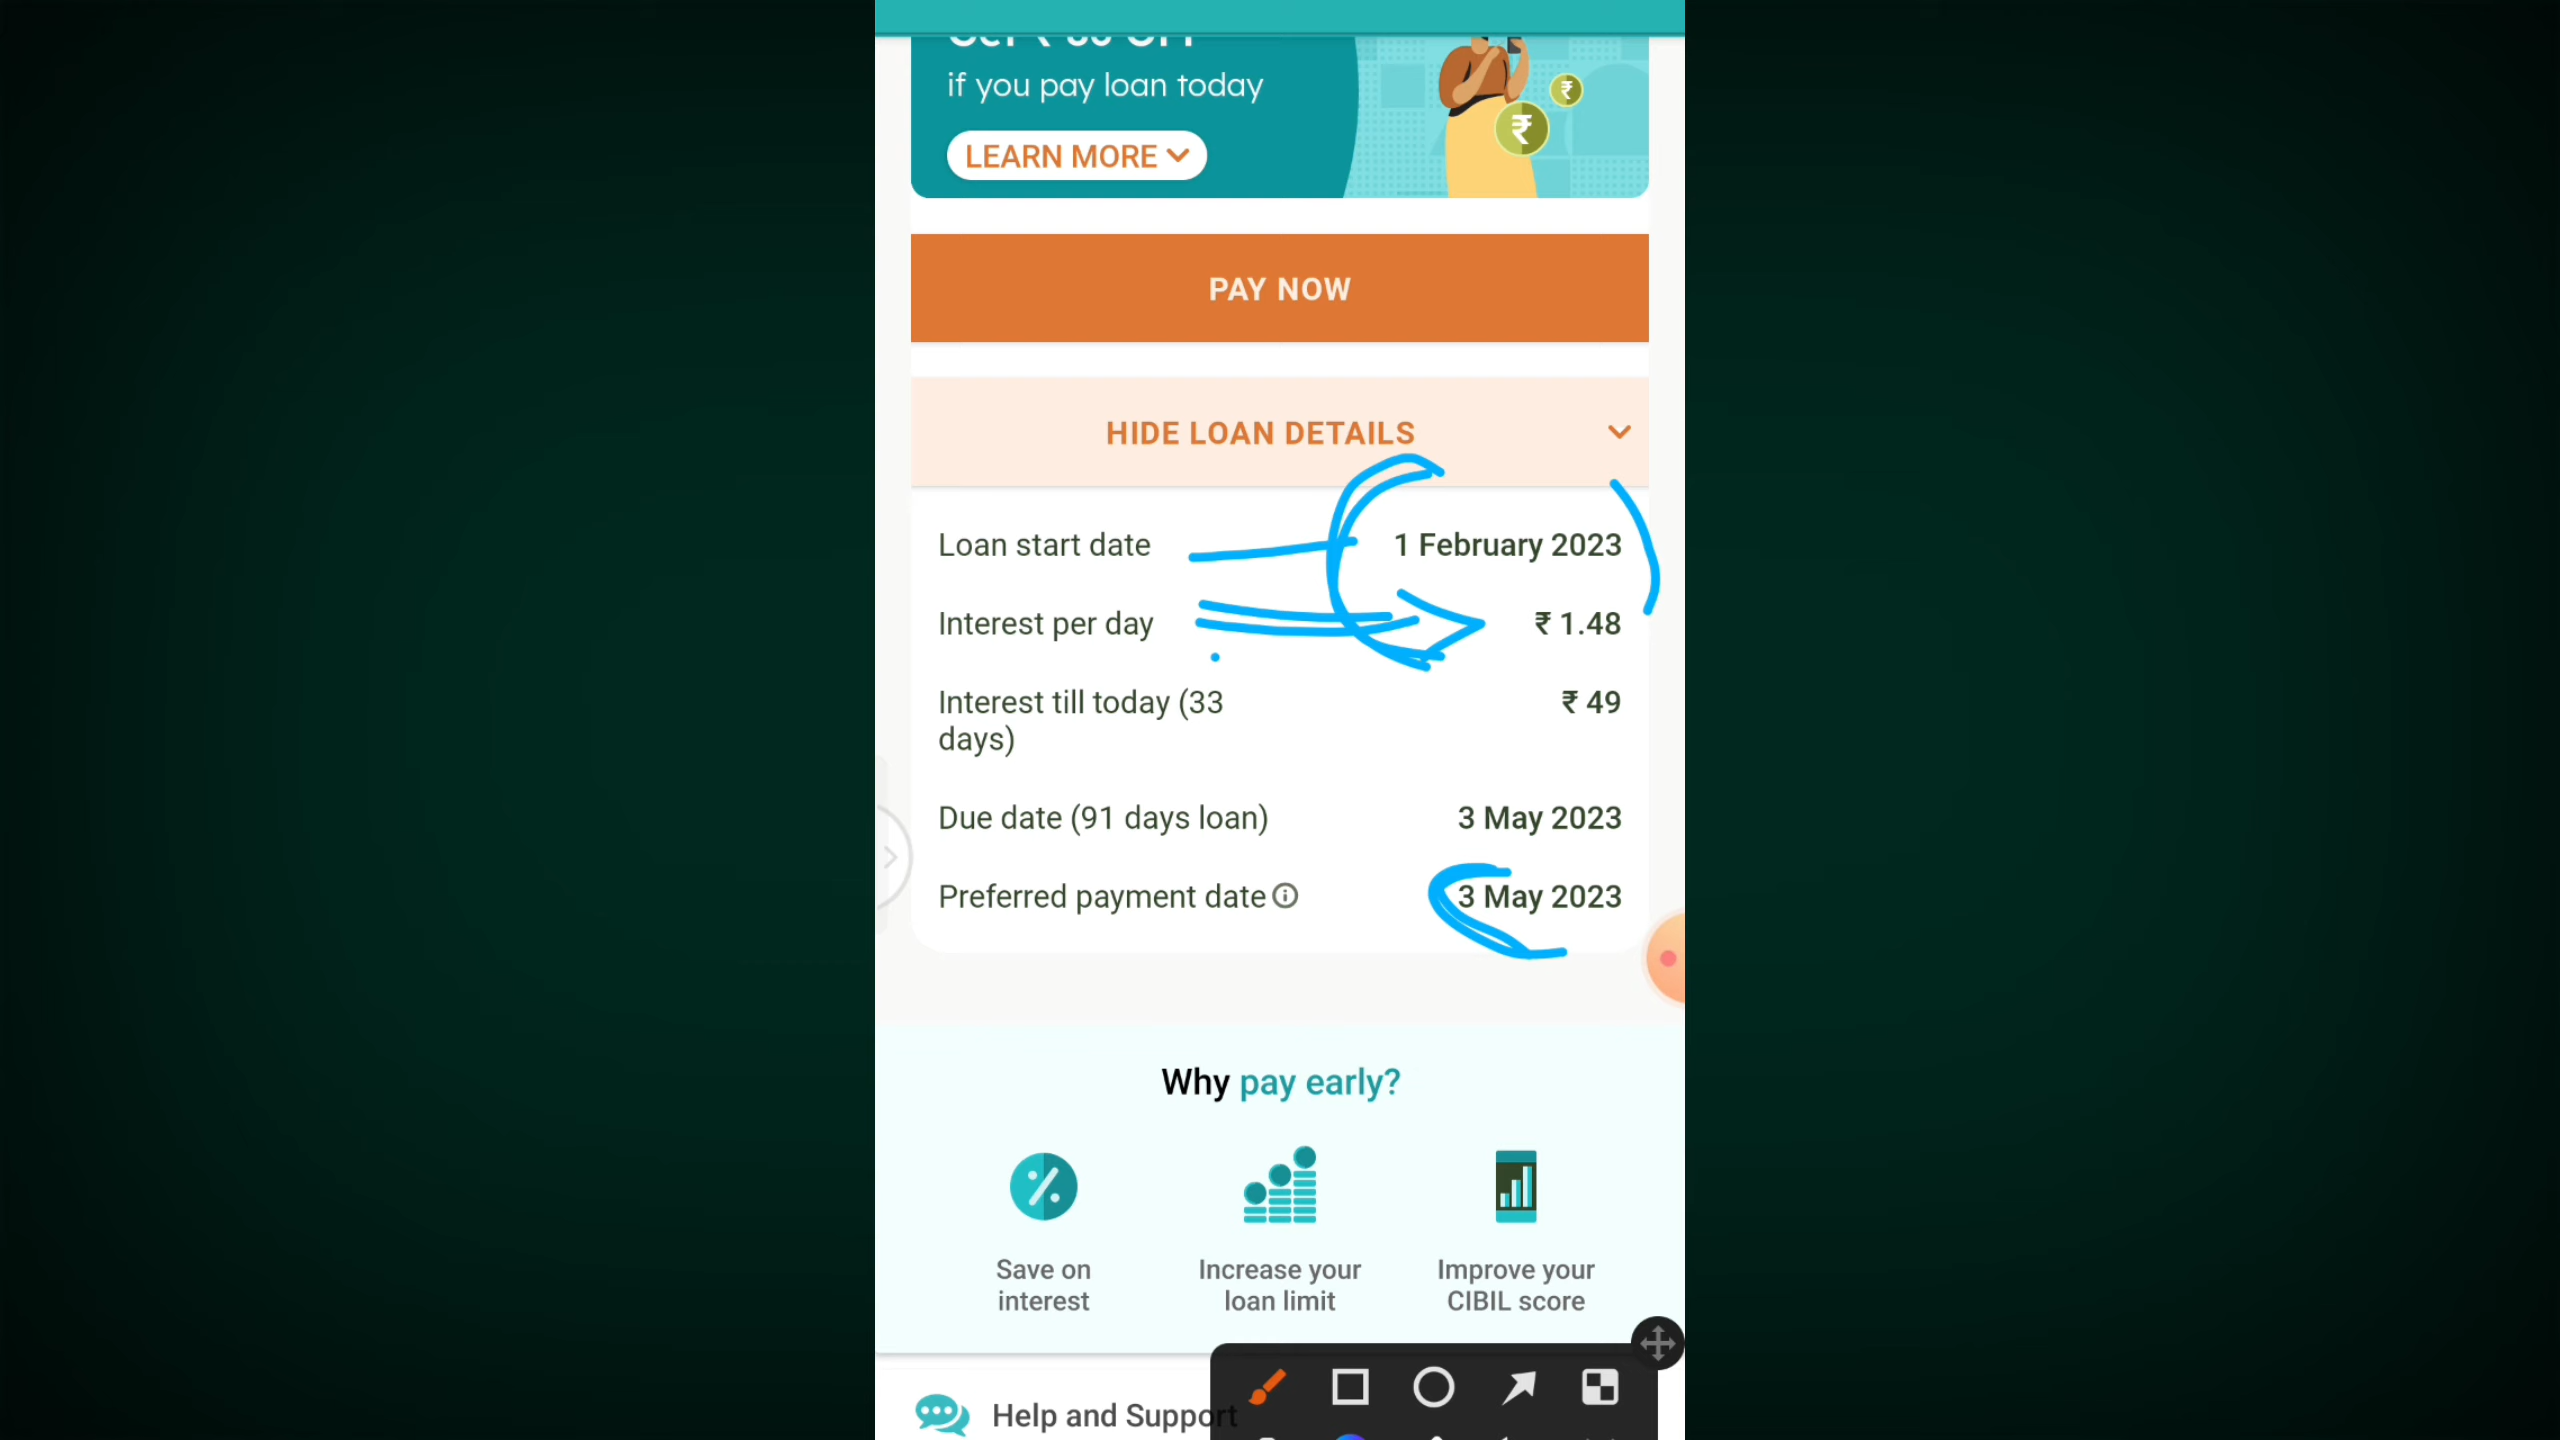 if you pay loan today
LEARN MORE
PAY NOW
HIDE LOAN DETAILS
Loan start date 1 February 2023
Interest per day ₹ 1.48
Interest till today (33 ₹ 49
days)
Due date (91 days loan) 3 May 2023
Preferred payment date 3 May 2023
Why pay early?
Save on
interest
Increase your
loan limit
Improve your
CIBIL score
Help and Support